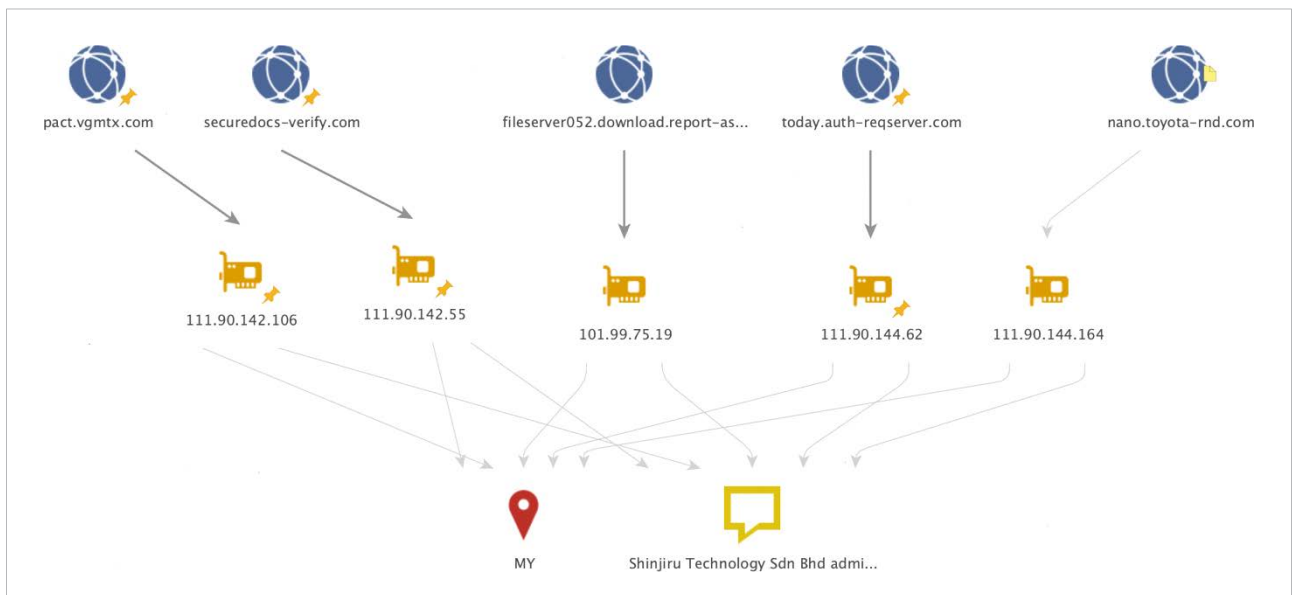 pact.vgmtx.com
securedocs-verify.com
fileserver052.download.report-as...
today.auth-reqserver.com
nano.toyota-rnd.com
111.90.142.106
111.90.142.55
101.99.75.19
111.90.144.62
111.90.144.164
MY
Shinjiru Technology Sdn Bhd admi...